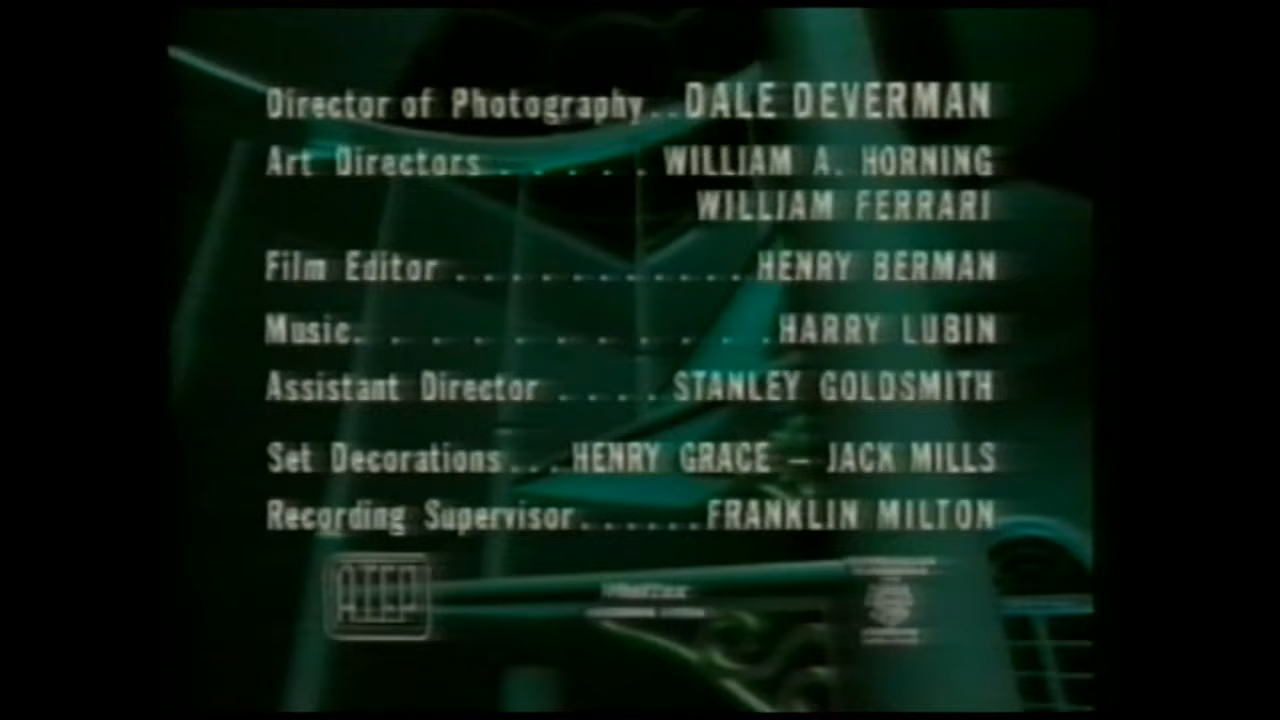 Director of Photography..DALE DEVERMAN
Art Directors . . . . . WILLIAM A. HORNING
WILLIAM FERRARI
Film Editor . . . . . . . . . . .HENRY BERMAN
Music. . . . . . . . . . .HARRY LUBIN
Assistant Director . . . . STANLEY GOLDSMITH
Set Decorations...HENRY GRACE – JACK MILLS
Recording Supervisor......FRANKLIN MILTON